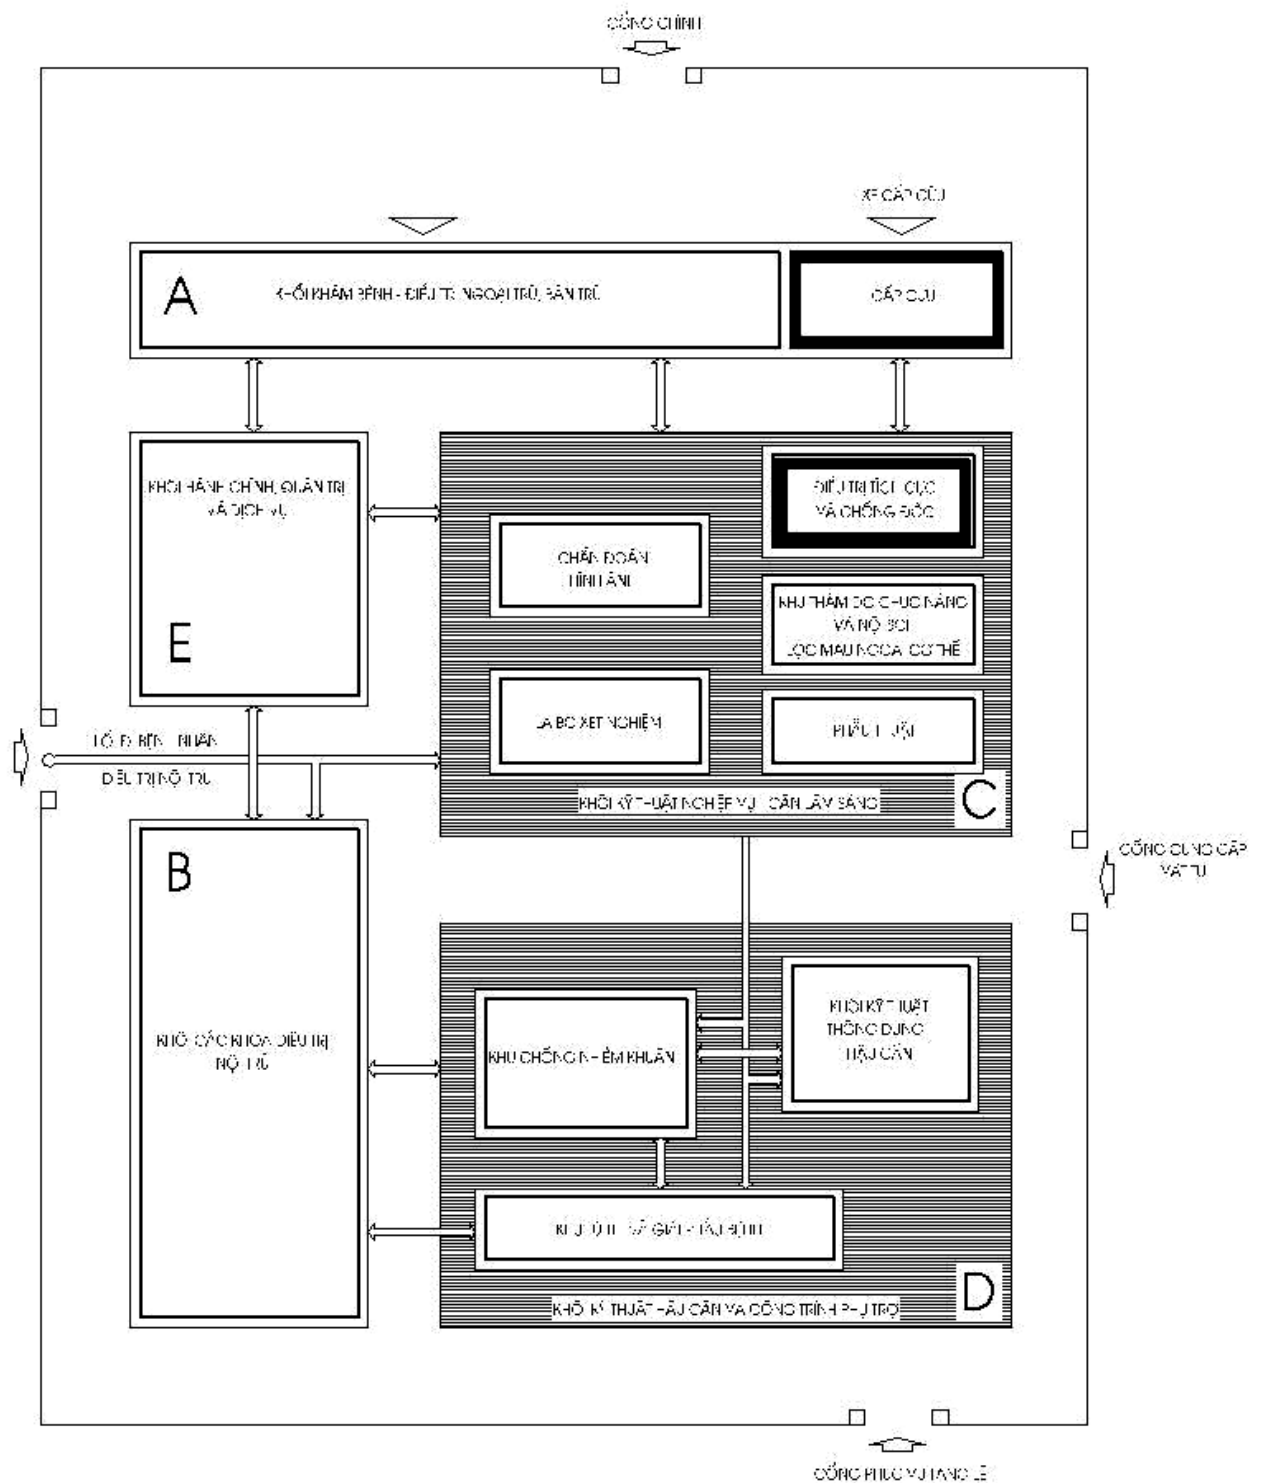 CỔNG CHÍNH
XE CẤP CỨU
A
KHỐI KHÁM BỆNH - ĐIỀU TRỊ NGOẠI TRÚ, BÁN TRÚ
CẤP CỨU
KHỐI HÀNH CHÍNH, QUẢN TRỊ
VÀ DỊCH VỤ
E
ĐIỀU TRỊ TÍCH CỰC
VÀ CHỐNG ĐỘC
CHẨN ĐOÁN
HÌNH ẢNH
KHU THĂM DÒ CHỨC NĂNG
VÀ NỘI SOI
LỌC MÁU NGOÀI CƠ THỂ
LABO XÉT NGHIỆM
PHẪU THUẬT
LỐI ĐI BỆNH NHÂN
ĐIỀU TRỊ NỘI TRÚ
KHỐI KỸ THUẬT NGHIỆP VỤ CẬN LÂM SÀNG
C
CỔNG CUNG CẤP
VẬT TƯ
B
KHỐI CÁC KHOA ĐIỀU TRỊ
NỘI TRÚ
KHU CHỐNG NHIỄM KHUẨN
KHỐI KỸ THUẬT
THÔNG DỤNG
HẬU CẦN
KHU VÀ GIẢI PHẪU BỆNH
D
KHỐI KỸ THUẬT HẬU CẦN VÀ CÔNG TRÌNH PHỤ TRỢ
CỔNG PHỤC VỤ TANG LỄ